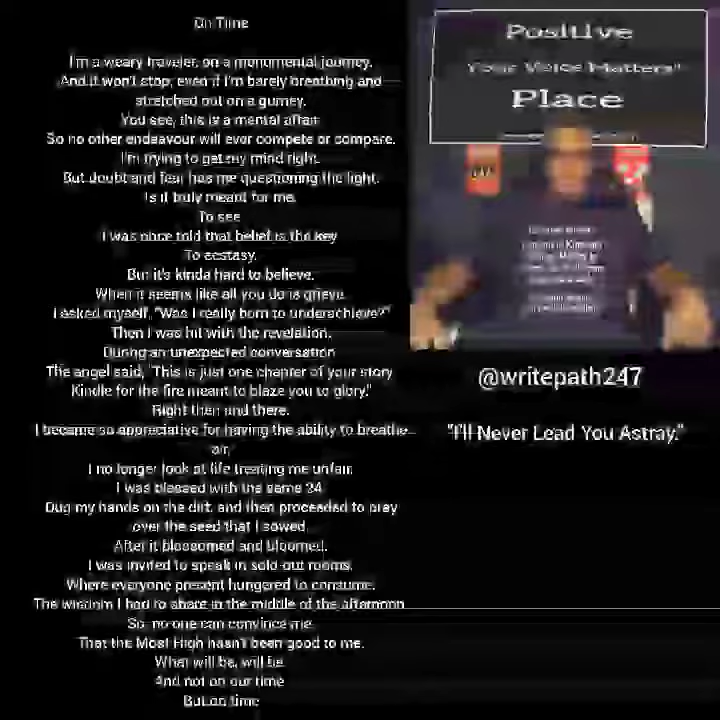 On Time
I'm a weary traveler, on a monumental journey.
And it won't stop, even if I'm barely breathing and
stretched out on a gurney.
You see, this is a mental affair.
So no other endeavour will ever compete or compare.
I'm trying to get my mind right.
But doubt and fear has me questioning the light.
Is it truly meant for me.
To see
I was once told that belief is the key
To ecstasy.
But it's kinda hard to believe.
When it seems like all you do is grieve.
I asked myself, "Was I really born to underachieve?"
Then I was hit with the revelation.
During an unexpected conversation
The angel said, "This is just one chapter of your story
Kindle for the fire meant to blaze you to glory."
Right then and there.
I became so appreciative for having the ability to breathe
air,
I no longer look at life treating me unfair.
I was blessed with the same 24
Dug my hands on the dirt, and then proceeded to pray
over the seed that I sowed.
After it blossomed and bloomed.
I was invited to speak in sold out rooms.
Where everyone present hungered to consume.
The wisdom I had to share in the middle of the afternoon
So, no one can convince me.
That the Most High hasn't been good to me.
What will be, will be
And not on our time
But on time
Positive
"Your Voice Matters"
Place
@writepath247
"I'll Never Lead You Astray."